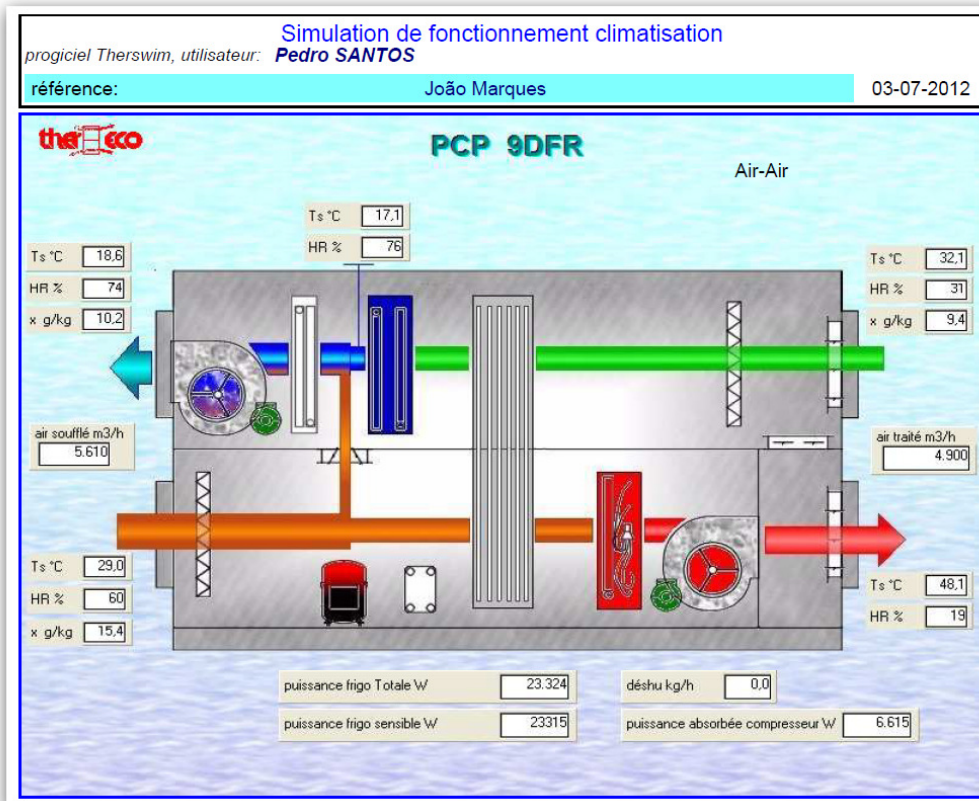 Simulation de fonctionnement climatisation
progiciel Therswim, utilisateur: Pedro SANTOS
référence: João Marques 03-07-2012
ther eco
PCP 9DFR
Air-Air
Ts °C 17,1
HR % 76
Ts °C 18,6
HR % 74
x g/kg 10,2
Ts °C 32,1
HR % 31
x g/kg 9,4
air soufflé m3/h
5.610
air traité m3/h
4.900
Ts °C 29,0
HR % 60
x g/kg 15,4
Ts °C 48,1
HR % 19
puissance frigo Totale W 23.324
déshu kg/h 0,0
puissance frigo sensible W 23315
puissance absorbée compresseur W 6.615